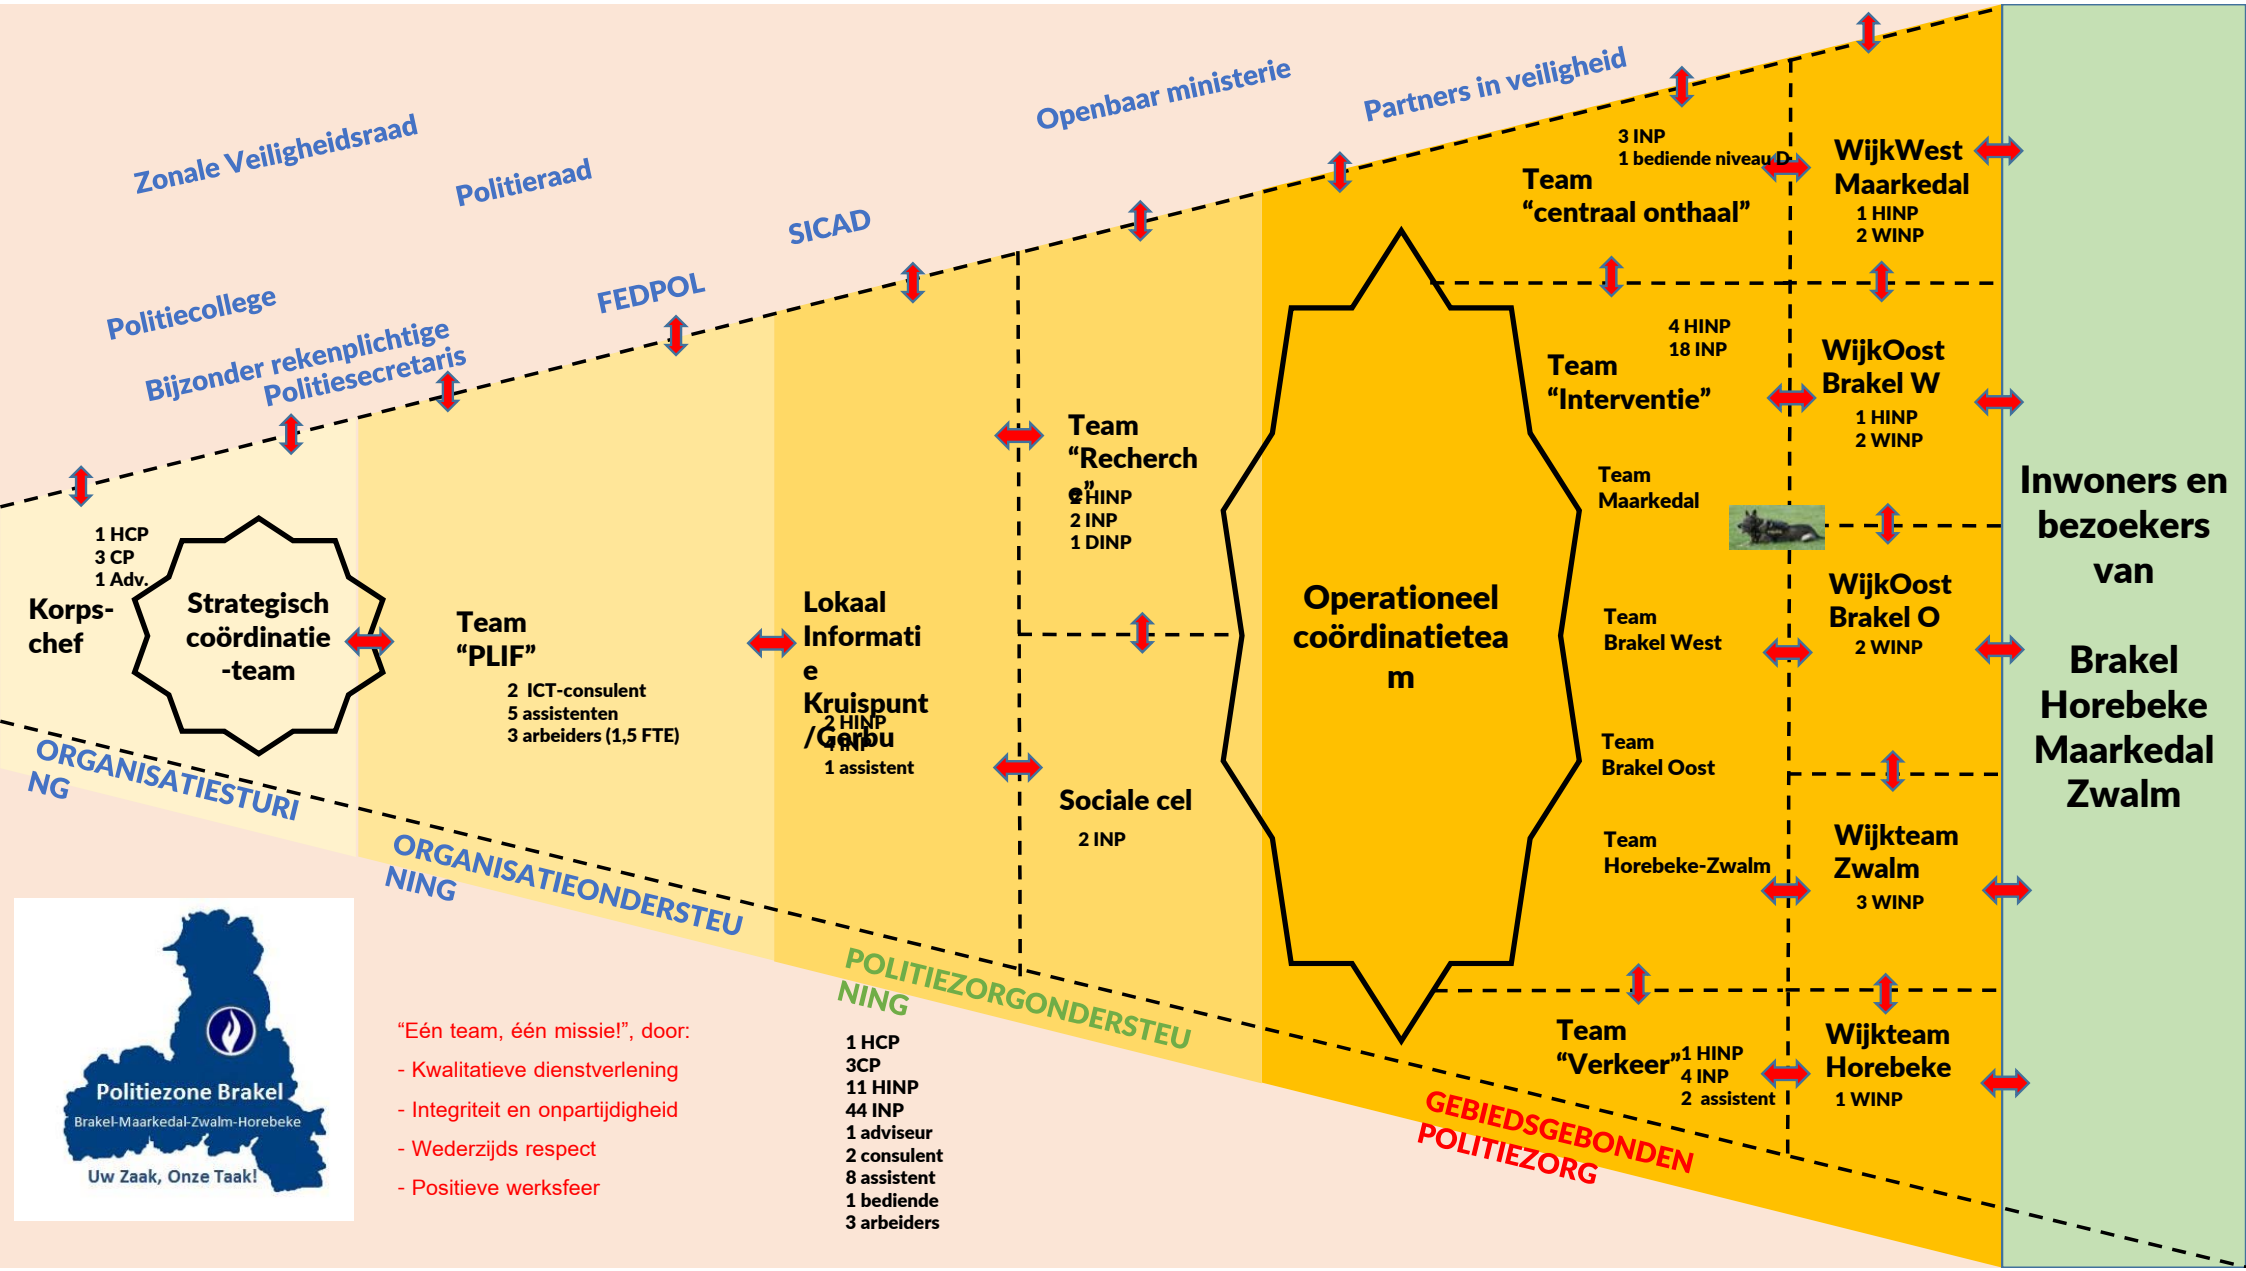 Zonale Veiligheidsraad
Politieraad
SICAD
Openbaar ministerie
Partners in veiligheid
Politiecollege
FEDPOL
Bijzonder rekenplichtige
Politiesecretaris
1 HCP
3 CP
1 Adv.
Korps-
chef
Strategisch
coördinatie
-team
Team
“PLIF”
2 ICT-consulent
5 assistenten
3 arbeiders (1,5 FTE)
Lokaal
Informati
e
Kruispunt
/Gerbu
2 HINP
4 INP
1 assistent
Team
“Recherch
e”
HINP
2 INP
1 DINP
Sociale cel
2 INP
Operationeel
coördinatietea
m
3 INP
1 bediende niveau D
Team
“centraal onthaal”
4 HINP
18 INP
Team
“Interventie”
Team
Maarkedal
Team
Brakel West
Team
Brakel Oost
Team
Horebeke-Zwalm
Team
“Verkeer”
1 HINP
4 INP
2 assistent
WijkWest
Maarkedal
1 HINP
2 WINP
WijkOost
Brakel W
1 HINP
2 WINP
WijkOost
Brakel O
2 WINP
Wijkteam
Zwalm
3 WINP
Wijkteam
Horebeke
1 WINP
Inwoners en
bezoekers
van
Brakel
Horebeke
Maarkedal
Zwalm
ORGANISATIESTURI
NG
ORGANISATIEONDERSTEU
NING
POLITIEZORGONDERSTEU
NING
GEBIEDSGEBONDEN
POLITIEZORG
Politiezone Brakel
Brakel-Maarkedal-Zwalm-Horebeke
Uw Zaak, Onze Taak!
“Eén team, één missie!”, door:
- Kwalitatieve dienstverlening
- Integriteit en onpartijdigheid
- Wederzijds respect
- Positieve werksfeer
1 HCP
3CP
11 HINP
44 INP
1 adviseur
2 consulent
8 assistent
1 bediende
3 arbeiders